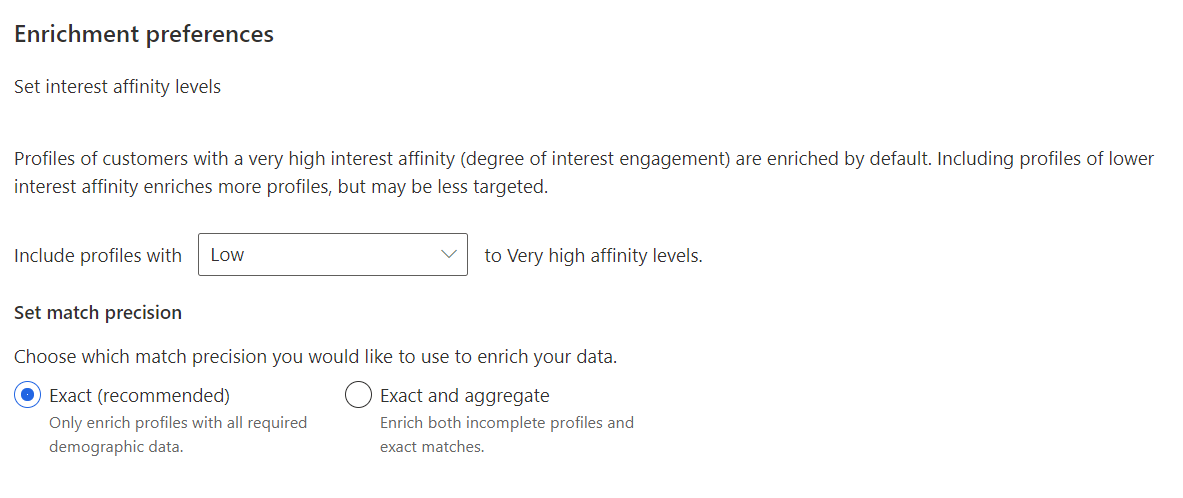 Enrichment preferences
Set interest affinity levels
Profiles of customers with a very high interest affinity (degree of interest engagement) are enriched by default. Including profiles of lower
interest affinity enriches more profiles, but may be less targeted.
Include profiles with Low to Very high affinity levels.
Set match precision
Choose which match precision you would like to use to enrich your data.
Exact (recommended) Exact and aggregate
Only enrich profiles with all required Enrich both incomplete profiles and
demographic data. exact matches.